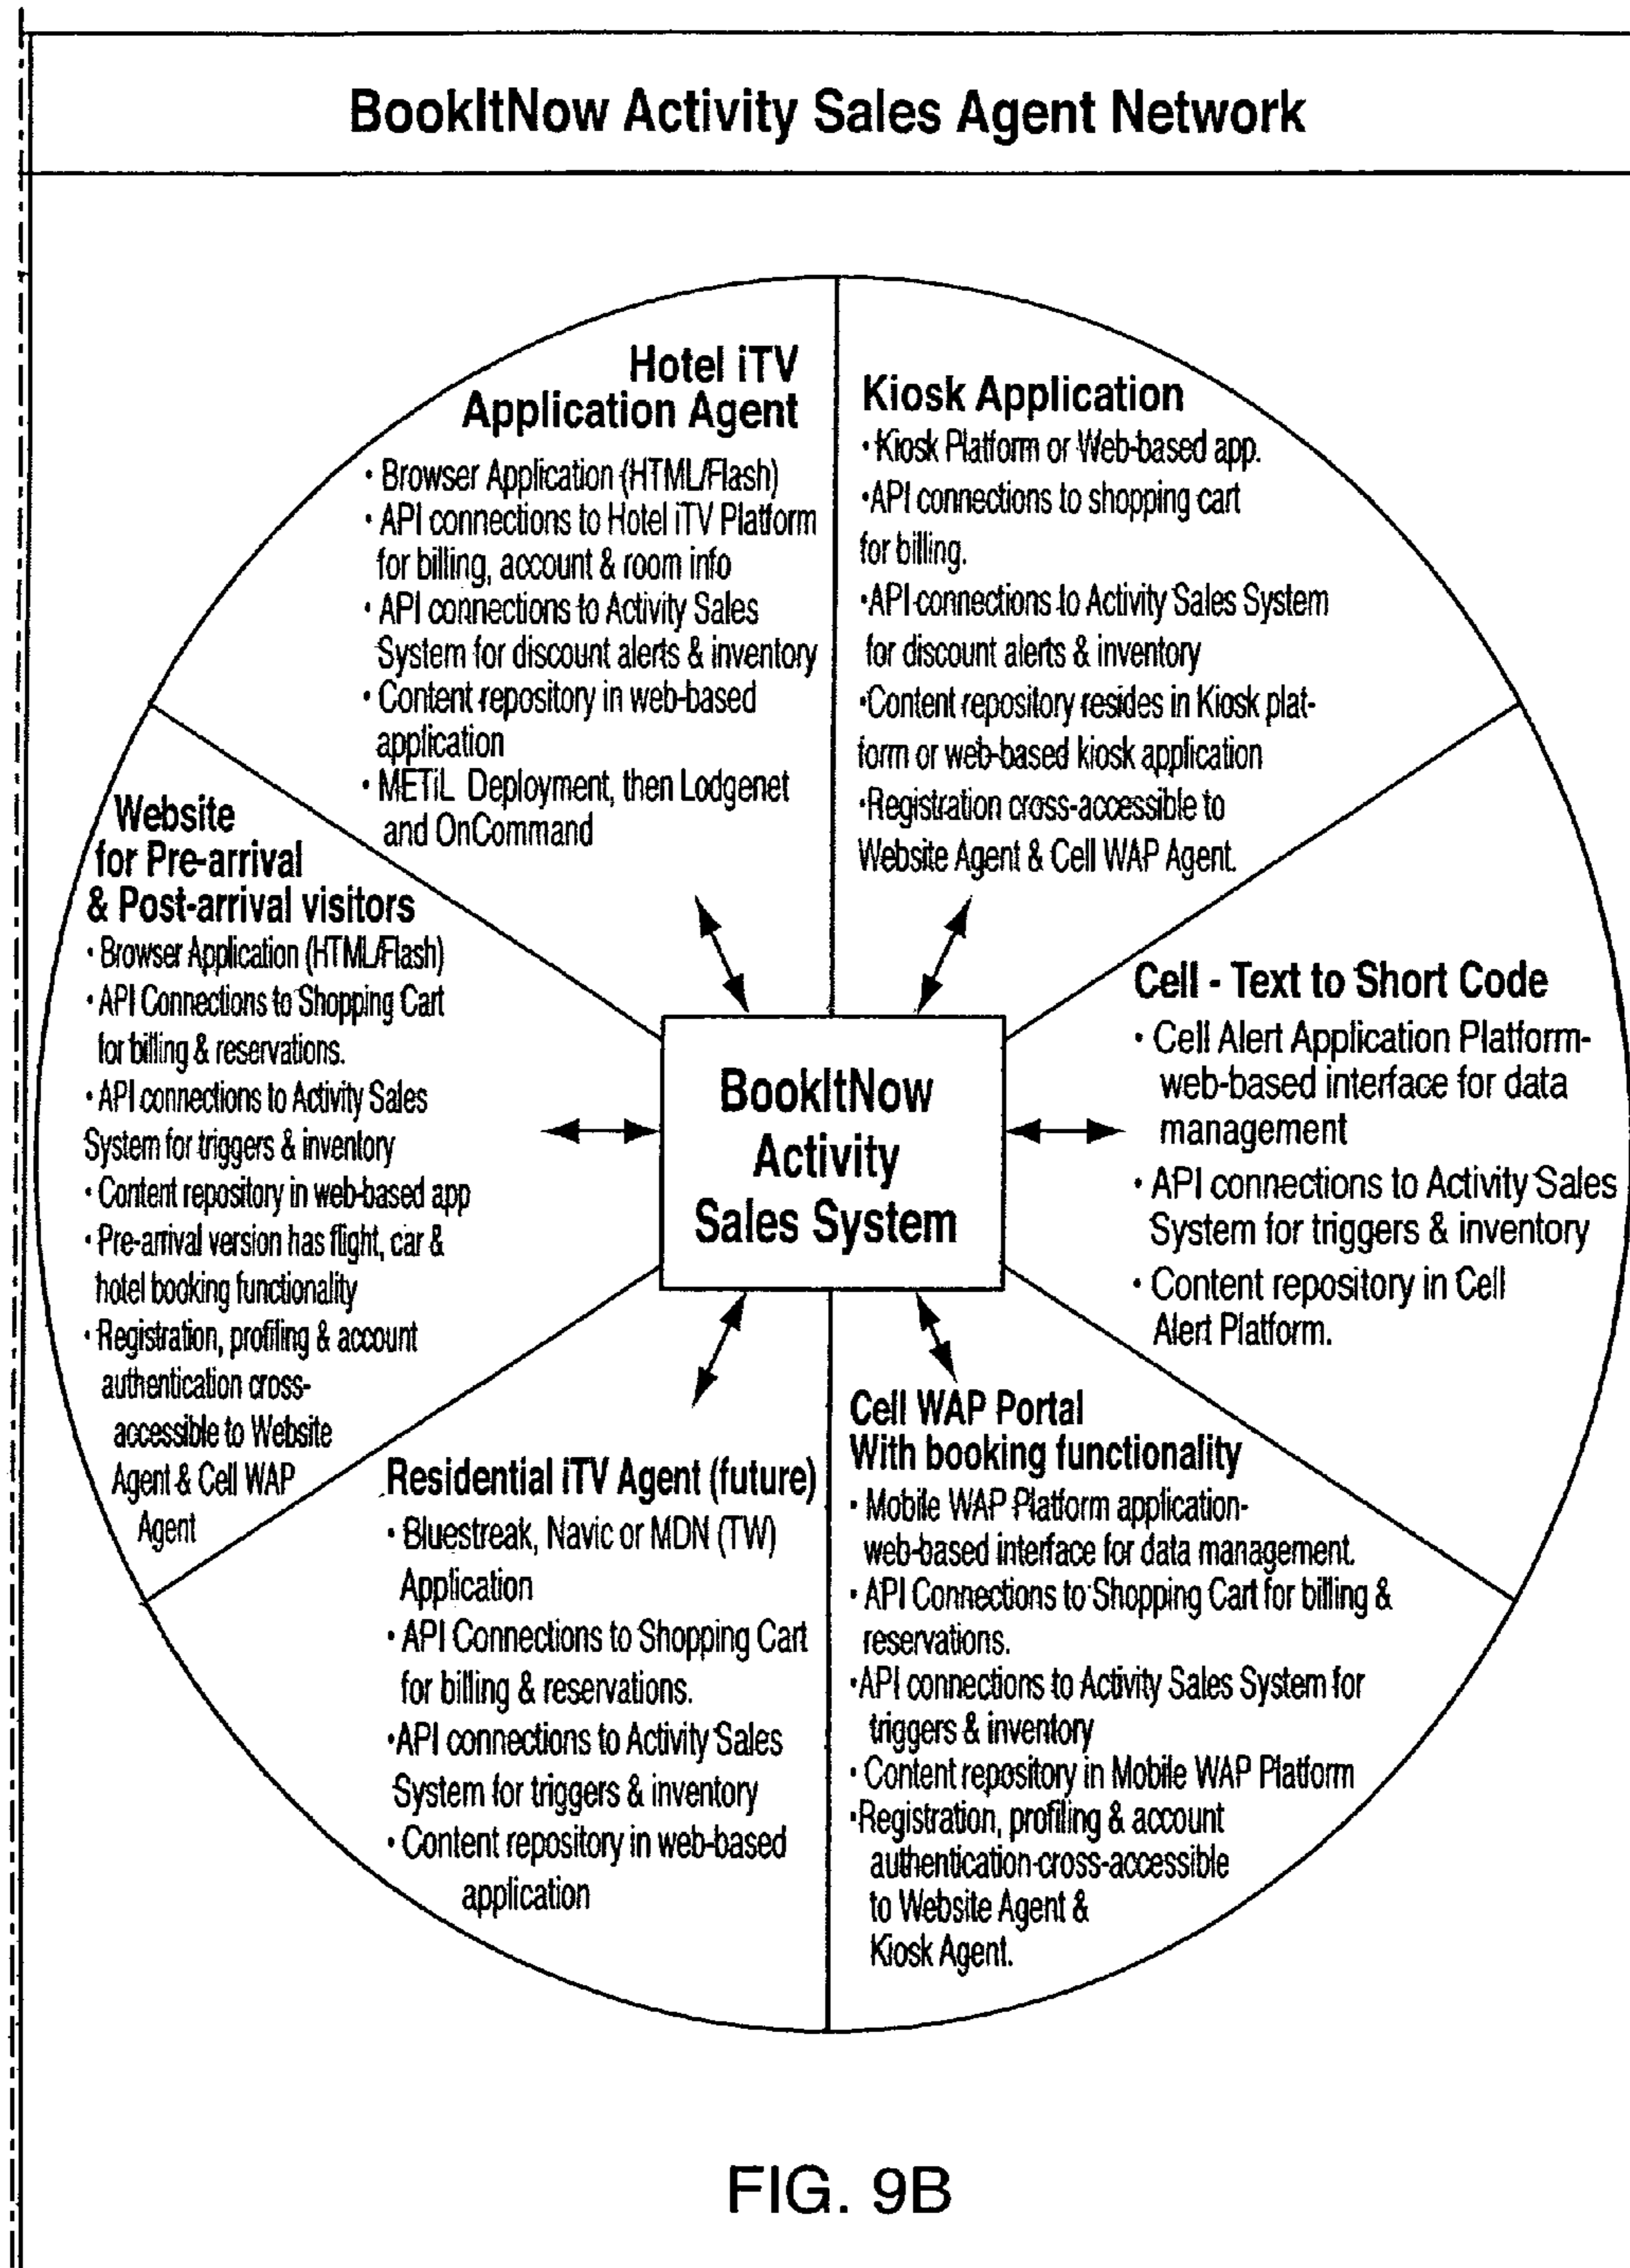 BookItNow Activity Sales Agent Network
Hotel iTV
Application Agent
• Browser Application (HTML/Flash)
• API connections to Hotel iTV Platform
for billing, account & room info
• API connections to Activity Sales
System for discount alerts & inventory
• Content repository in web-based
application
• METiL Deployment, then Lodgenet
and OnCommand
Kiosk Application
• Kiosk Platform or Web-based app.
•API connections to shopping cart
for billing.
•API connections to Activity Sales System
for discount alerts & inventory
•Content repository resides in Kiosk plat-
form or web-based kiosk application
•Registration cross-accessible to
Website Agent & Cell WAP Agent.
Website
for Pre-arrival
& Post-arrival visitors
• Browser Application (HTML/Flash)
• API Connections to Shopping Cart
for billing & reservations.
• API connections to Activity Sales
System for triggers & inventory
• Content repository in web-based app
• Pre-arrival version has flight, car &
hotel booking functionality
• Registration, profiling & account
authentication cross-
accessible to Website
Agent & Cell WAP
Agent
BookItNow
Activity
Sales System
Cell - Text to Short Code
• Cell Alert Application Platform-
web-based interface for data
management
• API connections to Activity Sales
System for triggers & inventory
• Content repository in Cell
Alert Platform.
Residential iTV Agent (future)
• Bluestreak, Navic or MDN (TW)
Application
• API Connections to Shopping Cart
for billing & reservations.
•API connections to Activity Sales
System for triggers & inventory
• Content repository in web-based
application
Cell WAP Portal
With booking functionality
• Mobile WAP Platform application-
web-based interface for data management.
• API Connections to Shopping Cart for billing &
reservations.
•API connections to Activity Sales System for
triggers & inventory
• Content repository in Mobile WAP Platform
•Registration, profiling & account
authentication-cross-accessible
to Website Agent &
Kiosk Agent.
FIG. 9B